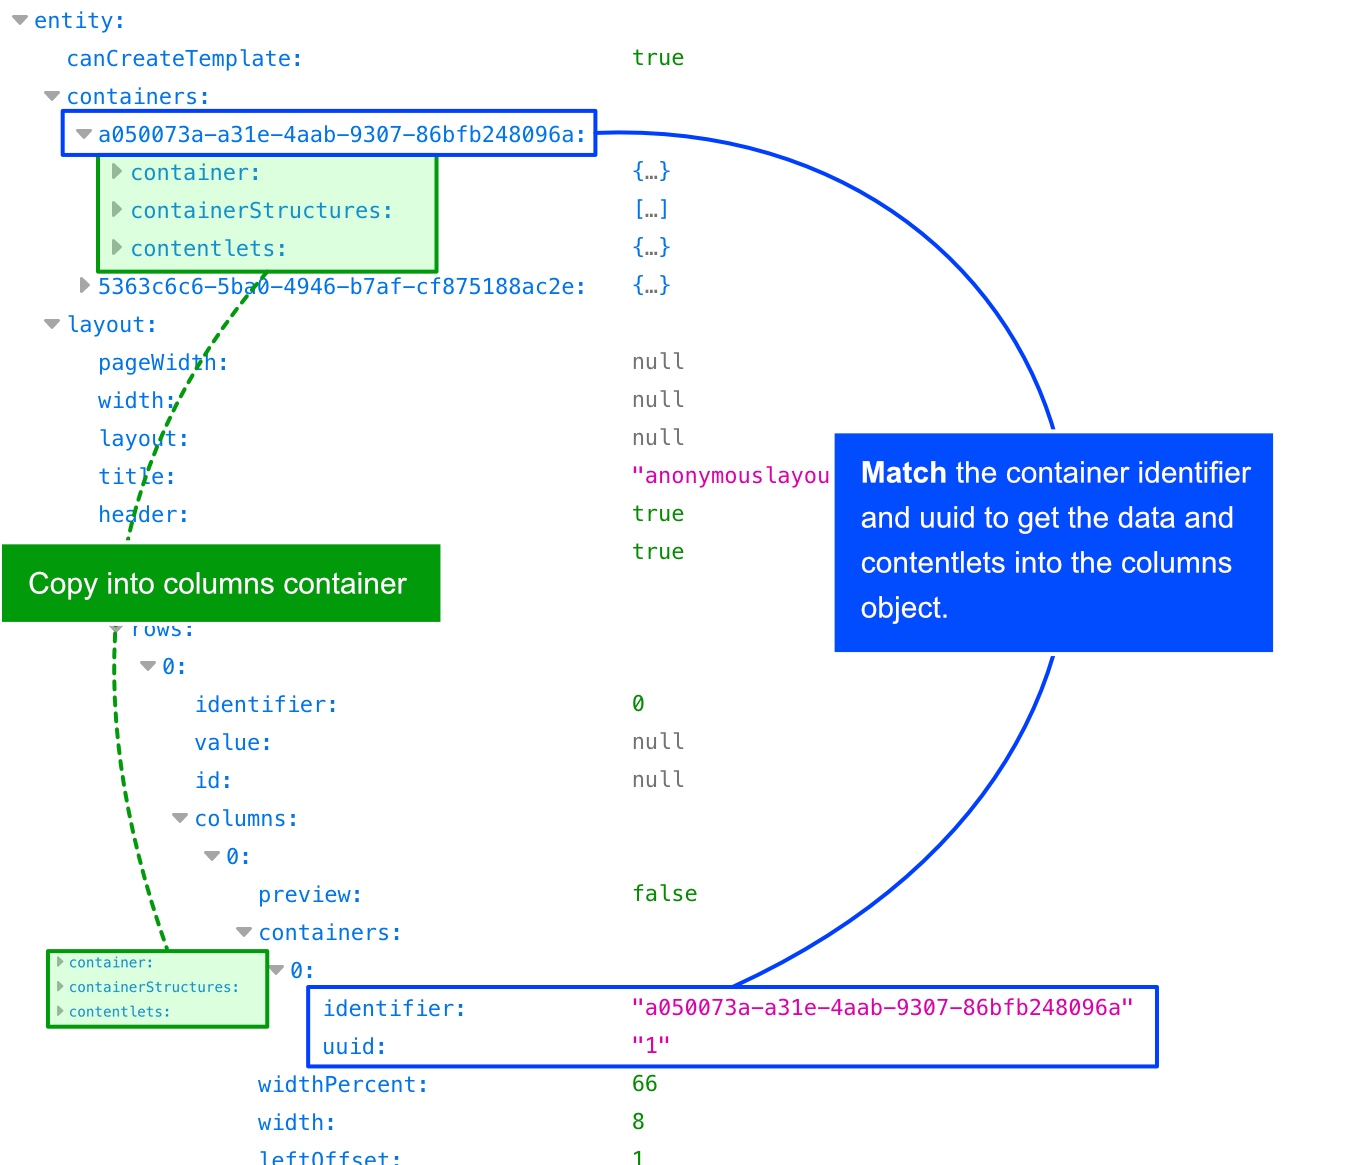 entity:
canCreateTemplate: true
containers:
a050073a-a31e-4aab-9307-86bfb248096a:
container: {…}
containerStructures: […]
contentlets: {…}
5363c6c6-5ba0-4946-b7af-cf875188ac2e: {…}
layout:
pageWidth: null
width: null
layout: null
title: "anonymouslayou
header: true
true
Match the container identifier
and uuid to get the data and
contentlets into the columns
object.
Copy into columns container
rows:
0:
identifier: 0
value: null
id: null
columns:
0:
preview: false
containers:
container:
containerStructures:
contentlets:
0:
identifier: "a050073a-a31e-4aab-9307-86bfb248096a"
uuid: "1"
widthPercent: 66
width: 8
leftOffset: 1